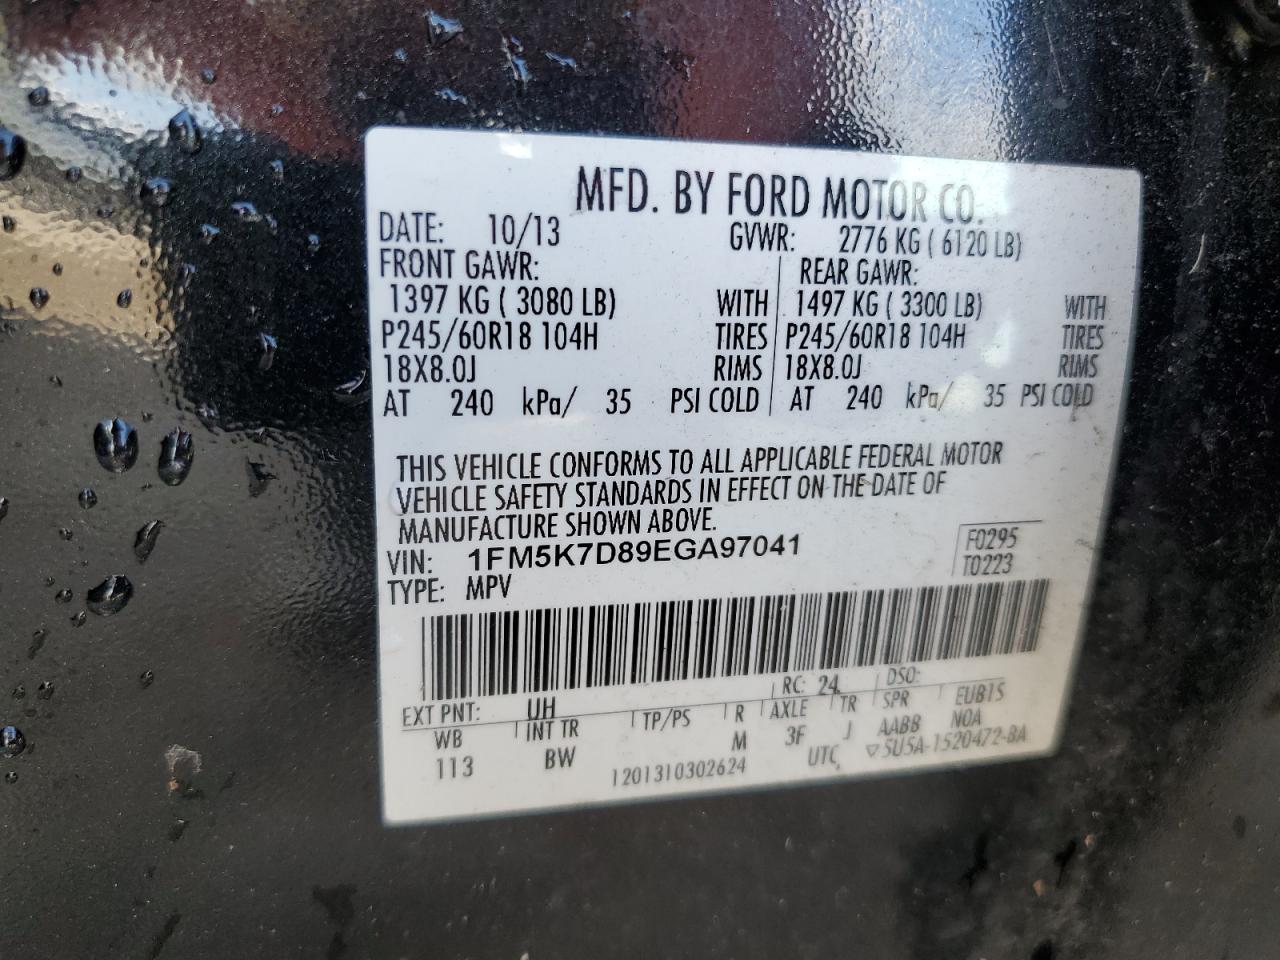 MFD. BY FORD MOTOR CO.
DATE: 10/13 GVWR: 2776 KG ( 6120 LB)
FRONT GAWR: REAR GAWR:
1397 KG ( 3080 LB) WITH 1497 KG ( 3300 LB) WITH
P245/60R18 104H TIRES P245/60R18 104H TIRES
18X8.0J RIMS 18X8.0J RIMS
AT 240 kPa/ 35 PSI COLD AT 240 kPa/ 35 PSI COLD
THIS VEHICLE CONFORMS TO ALL APPLICABLE FEDERAL MOTOR
VEHICLE SAFETY STANDARDS IN EFFECT ON THE DATE OF
MANUFACTURE SHOWN ABOVE.
VIN: 1FM5K7D89EGA97041 F0295
TYPE: MPV T0223
EXT PNT: UH RC: 24 DSO:
WB INT TR TP/PS R AXLE TR SPR EUB1S
113 BW M 3F J AABB NOA
1201310302624 UTC ▽5U5A-1520472-BA